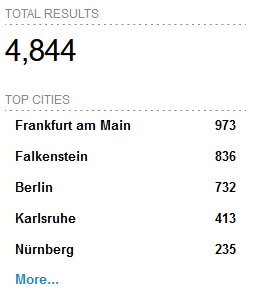 TOTAL RESULTS
4,844
TOP CITIES
Frankfurt am Main 973
Falkenstein 836
Berlin 732
Karlsruhe 413
Nürnberg 235
More...